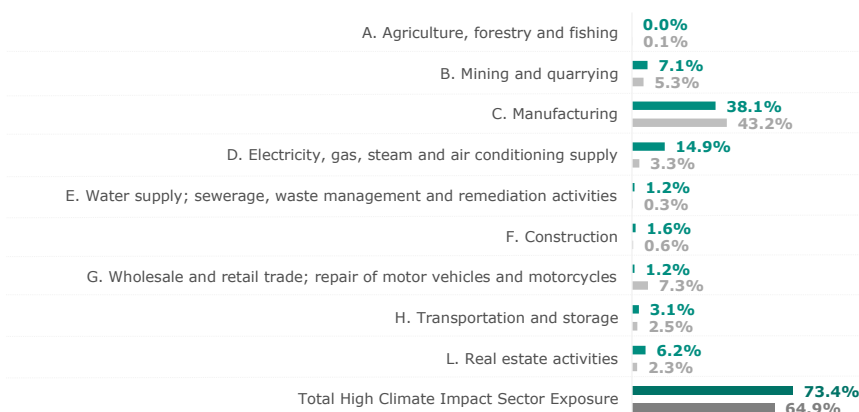 A. Agriculture, forestry and fishing
0.0%
0.1%
B. Mining and quarrying
7.1%
5.3%
C. Manufacturing
38.1%
43.2%
D. Electricity, gas, steam and air conditioning supply
14.9%
3.3%
E. Water supply; sewerage, waste management and remediation activities
1.2%
0.3%
F. Construction
1.6%
0.6%
G. Wholesale and retail trade; repair of motor vehicles and motorcycles
1.2%
7.3%
H. Transportation and storage
3.1%
2.5%
L. Real estate activities
6.2%
2.3%
Total High Climate Impact Sector Exposure
73.4%
64.9%